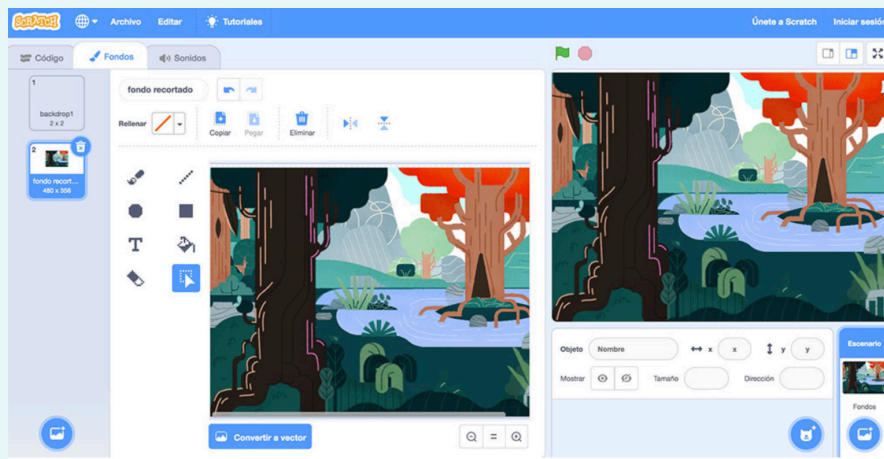 SCRATCH
Archivo
Editar
Tutoriales
Únete a Scratch
Iniciar sesión
Código
Fondos
Sonidos
1
backdrop1
2 x 2
2
fondo recort...
480 x 356
fondo recortado
Rellenar
Copiar
Pegar
Eliminar
T
Convertir a vector
Objeto
Nombre
x
x
y
y
Mostrar
Tamaño
Dirección
Escenario
Fondos